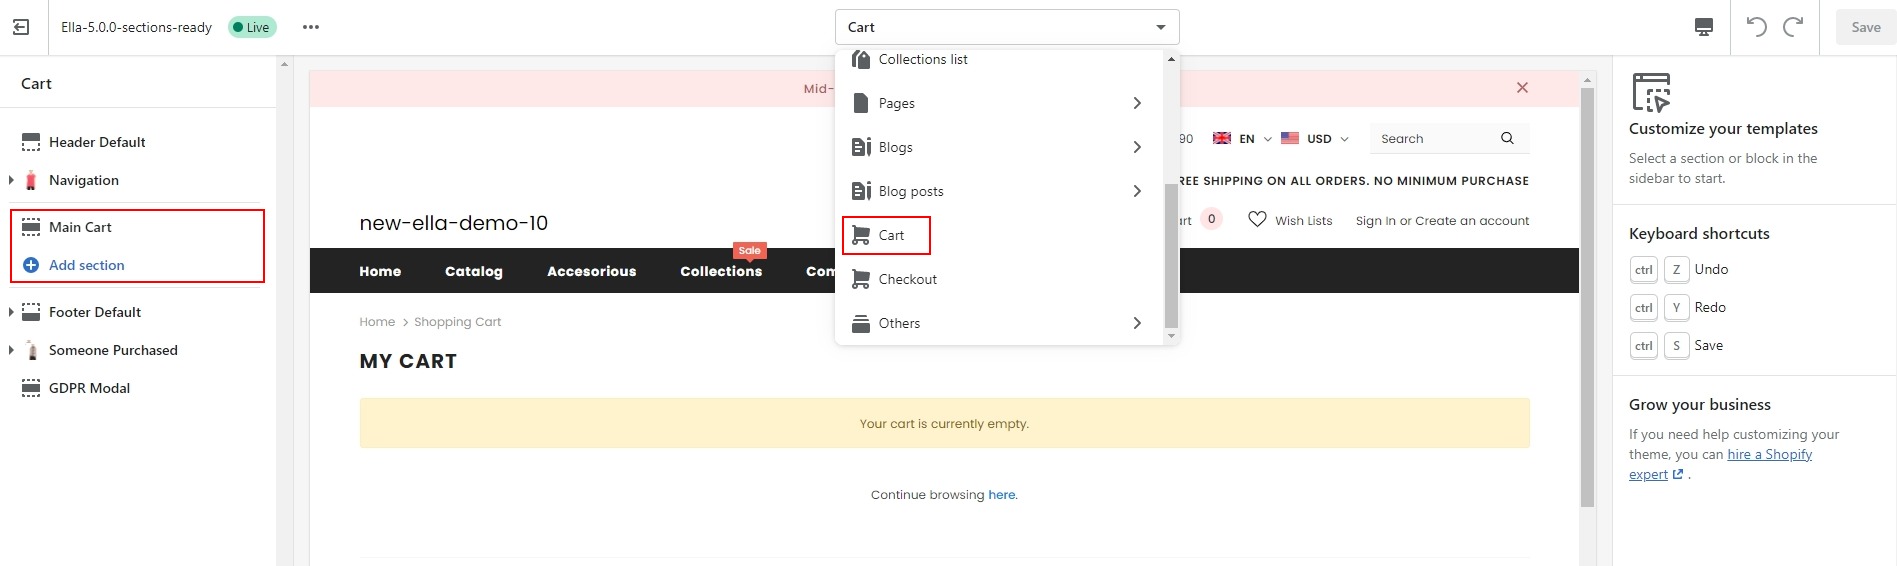 Ella-5.0.0-sections-ready
Live
Cart
Save
Cart
Header Default
Navigation
Main Cart
Add section
Footer Default
Someone Purchased
GDPR Modal
Collections list
Pages
Blogs
Blog posts
Cart
Checkout
Others
Mid-
90
EN
USD
Search
REE SHIPPING ON ALL ORDERS. NO MINIMUM PURCHASE
new-ella-demo-10
0
Wish Lists
Sign In or Create an account
Sale
Home
Catalog
Accesorious
Collections
Home
Shopping Cart
MY CART
Your cart is currently empty.
Continue browsing here.
Customize your templates
Select a section or block in the
sidebar to start.
Keyboard shortcuts
ctrl Z Undo
ctrl Y Redo
ctrl S Save
Grow your business
If you need help customizing your
theme, you can hire a Shopify
expert .